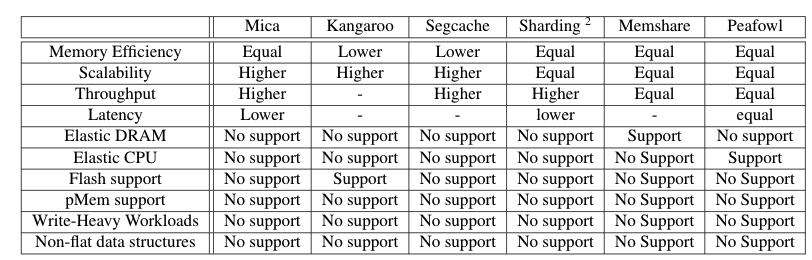 Mica Kangaroo Segcache Sharding 2 Memshare Peafowl
Memory Efficiency Equal Lower Lower Equal Equal Equal
Scalability Higher Higher Higher Equal Equal Equal
Throughput Higher - Higher Higher Equal Equal
Latency Lower - - lower - equal
Elastic DRAM No support No support No support No support Support No support
Elastic CPU No support No support No support No support No Support Support
Flash support No support Support No support No support No Support No Support
pMem support No support No support No support No support No Support No Support
Write-Heavy Workloads No support No support No support No support No Support No Support
Non-flat data structures No support No support No support No support No Support No Support